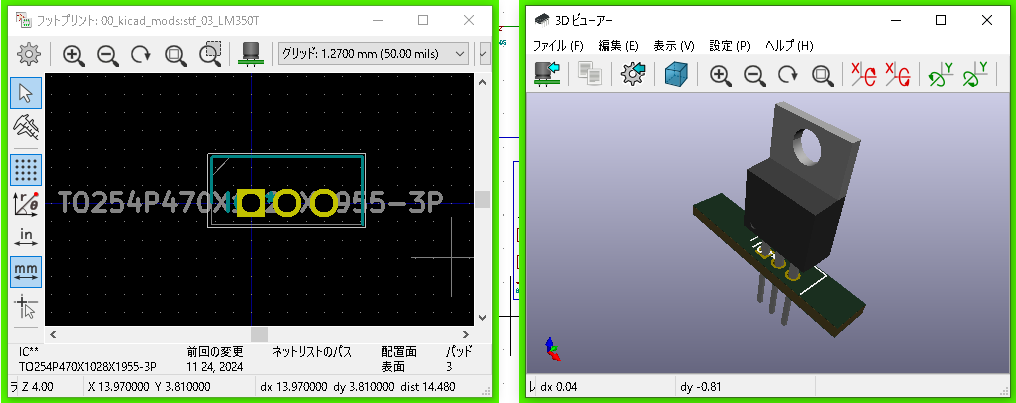 フットプリント: 00_kicad_mods:stf_03_LM350T
グリッド: 1.2700 mm (50.00 mils)
in
mm
TO254P470X1028X1955-3P
IC**
TO254P470X1028X1955-3P
前回の変更
11 24, 2024
ネットリストのパス
配置面
表面
パッド
3
ラ Z 4.00
X 13.970000 Y 3.810000
dx 13.970000 dy 3.810000 dist 14.480
3D ビューアー
ファイル (F) 編集 (E) 表示 (V) 設定 (P) ヘルプ (H)
X X Y Y
レ dx 0.04
dy -0.81